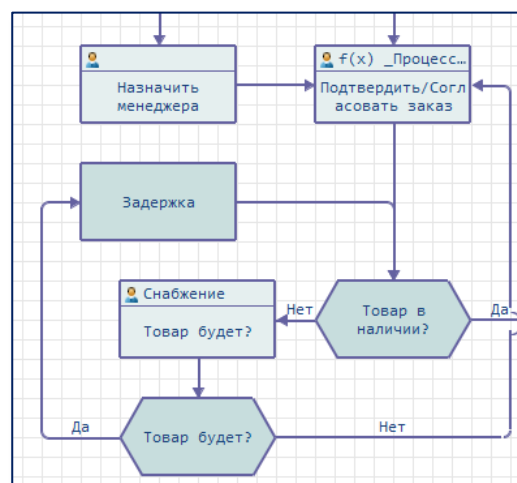 f(x) _Процесс…
Назначить
менеджера
Подтвердить/Согл
асовать заказ
Задержка
Снабжение
Нет
Товар в
наличии?
Да
Товар будет?
Да
Товар будет?
Нет